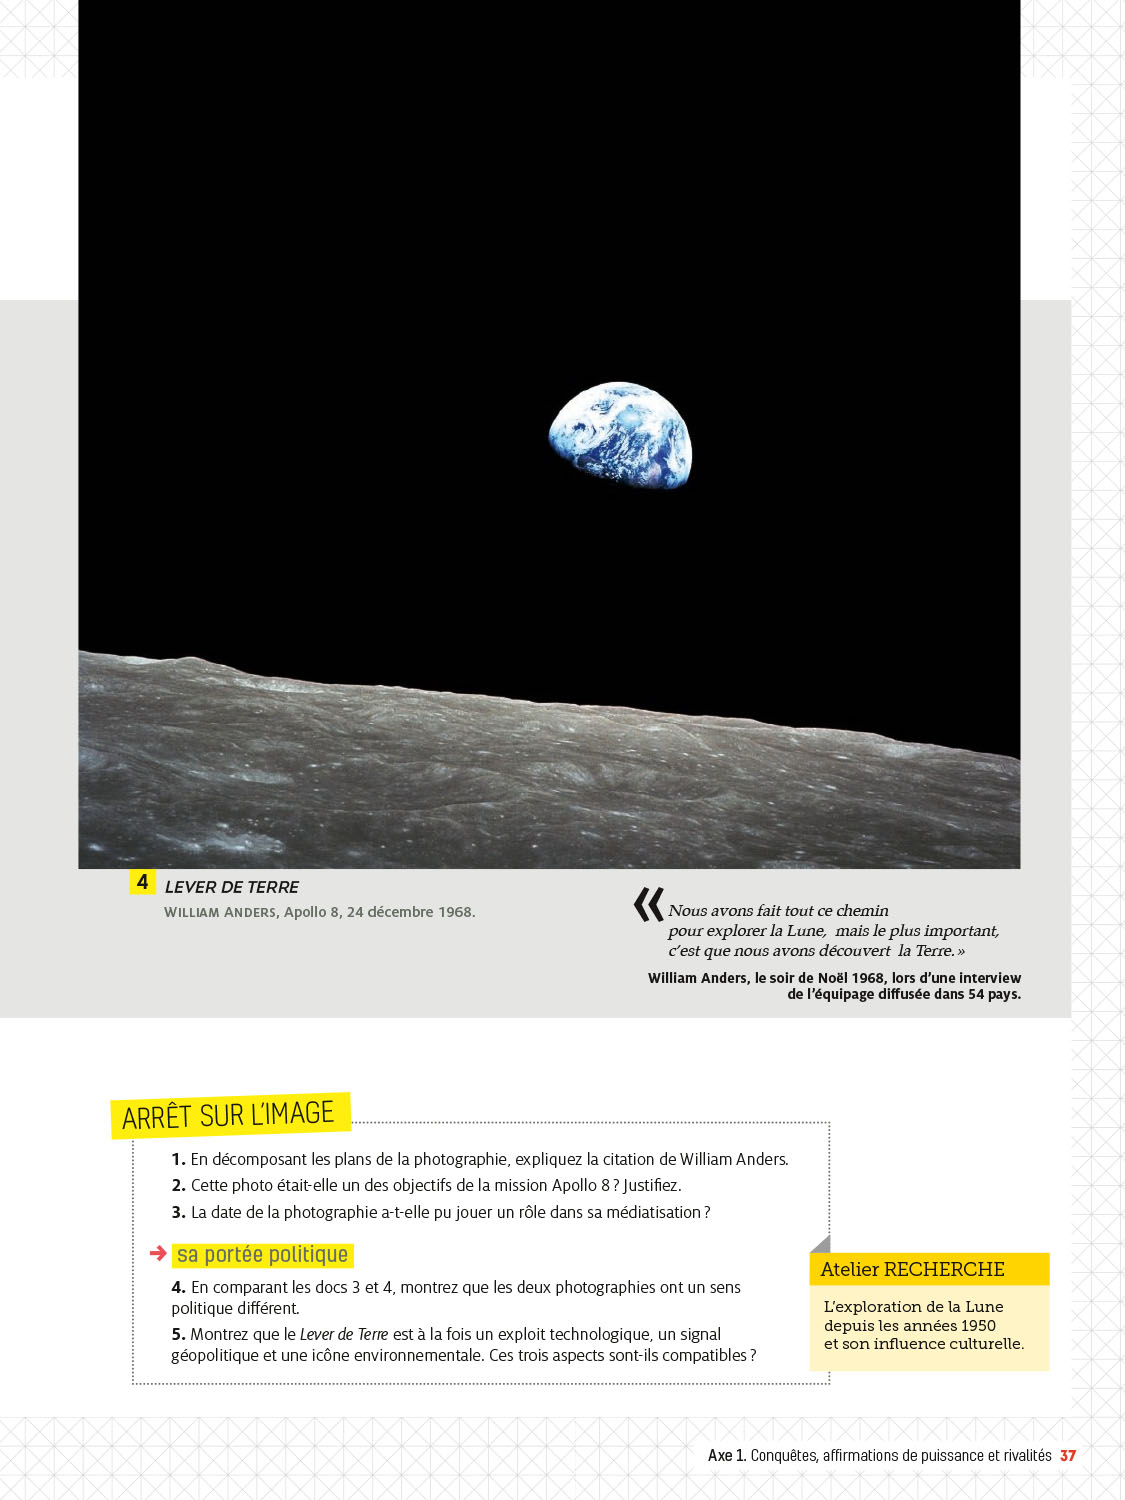 4 LEVER DE TERRE
WILLIAM ANDERS, Apollo 8, 24 décembre 1968.
« Nous avons fait tout ce chemin
pour explorer la Lune, mais le plus important,
c’est que nous avons découvert la Terre. »
William Anders, le soir de Noël 1968, lors d’une interview
de l’équipage diffusée dans 54 pays.
ARRÊT SUR L’IMAGE
1. En décomposant les plans de la photographie, expliquez la citation de William Anders.
2. Cette photo était-elle un des objectifs de la mission Apollo 8 ? Justifiez.
3. La date de la photographie a-t-elle pu jouer un rôle dans sa médiatisation ?
➔ sa portée politique
4. En comparant les docs 3 et 4, montrez que les deux photographies ont un sens
politique différent.
5. Montrez que le Lever de Terre est à la fois un exploit technologique, un signal
géopolitique et une icône environnementale. Ces trois aspects sont-ils compatibles ?
Atelier RECHERCHE
L’exploration de la Lune
depuis les années 1950
et son influence culturelle.
Axe 1. Conquêtes, affirmations de puissance et rivalités 37